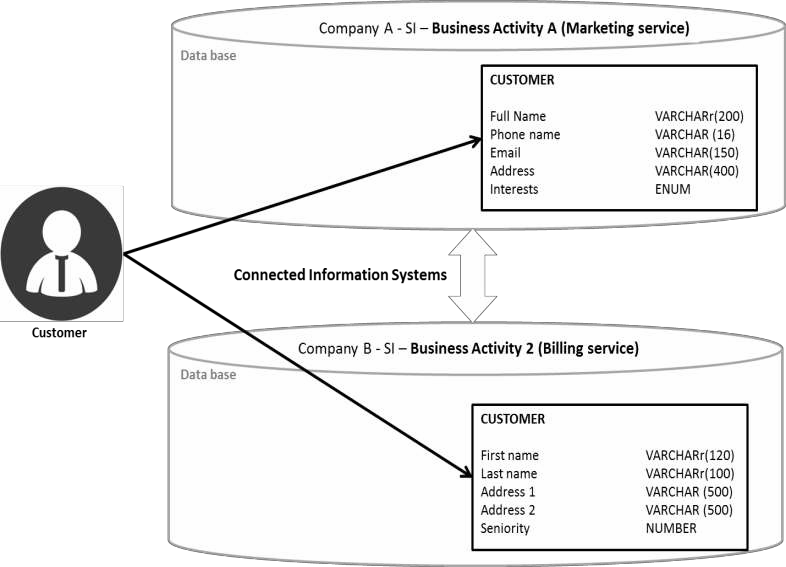 Company A - SI – Business Activity A (Marketing service)
Data base
CUSTOMER
Full Name VARCHARr(200)
Phone name VARCHAR (16)
Email VARCHAR(150)
Address VARCHAR(400)
Interests ENUM
Connected Information Systems
Customer
Company B - SI – Business Activity 2 (Billing service)
Data base
CUSTOMER
First name VARCHARr(120)
Last name VARCHARr(100)
Address 1 VARCHAR (500)
Address 2 VARCHAR (500)
Seniority NUMBER